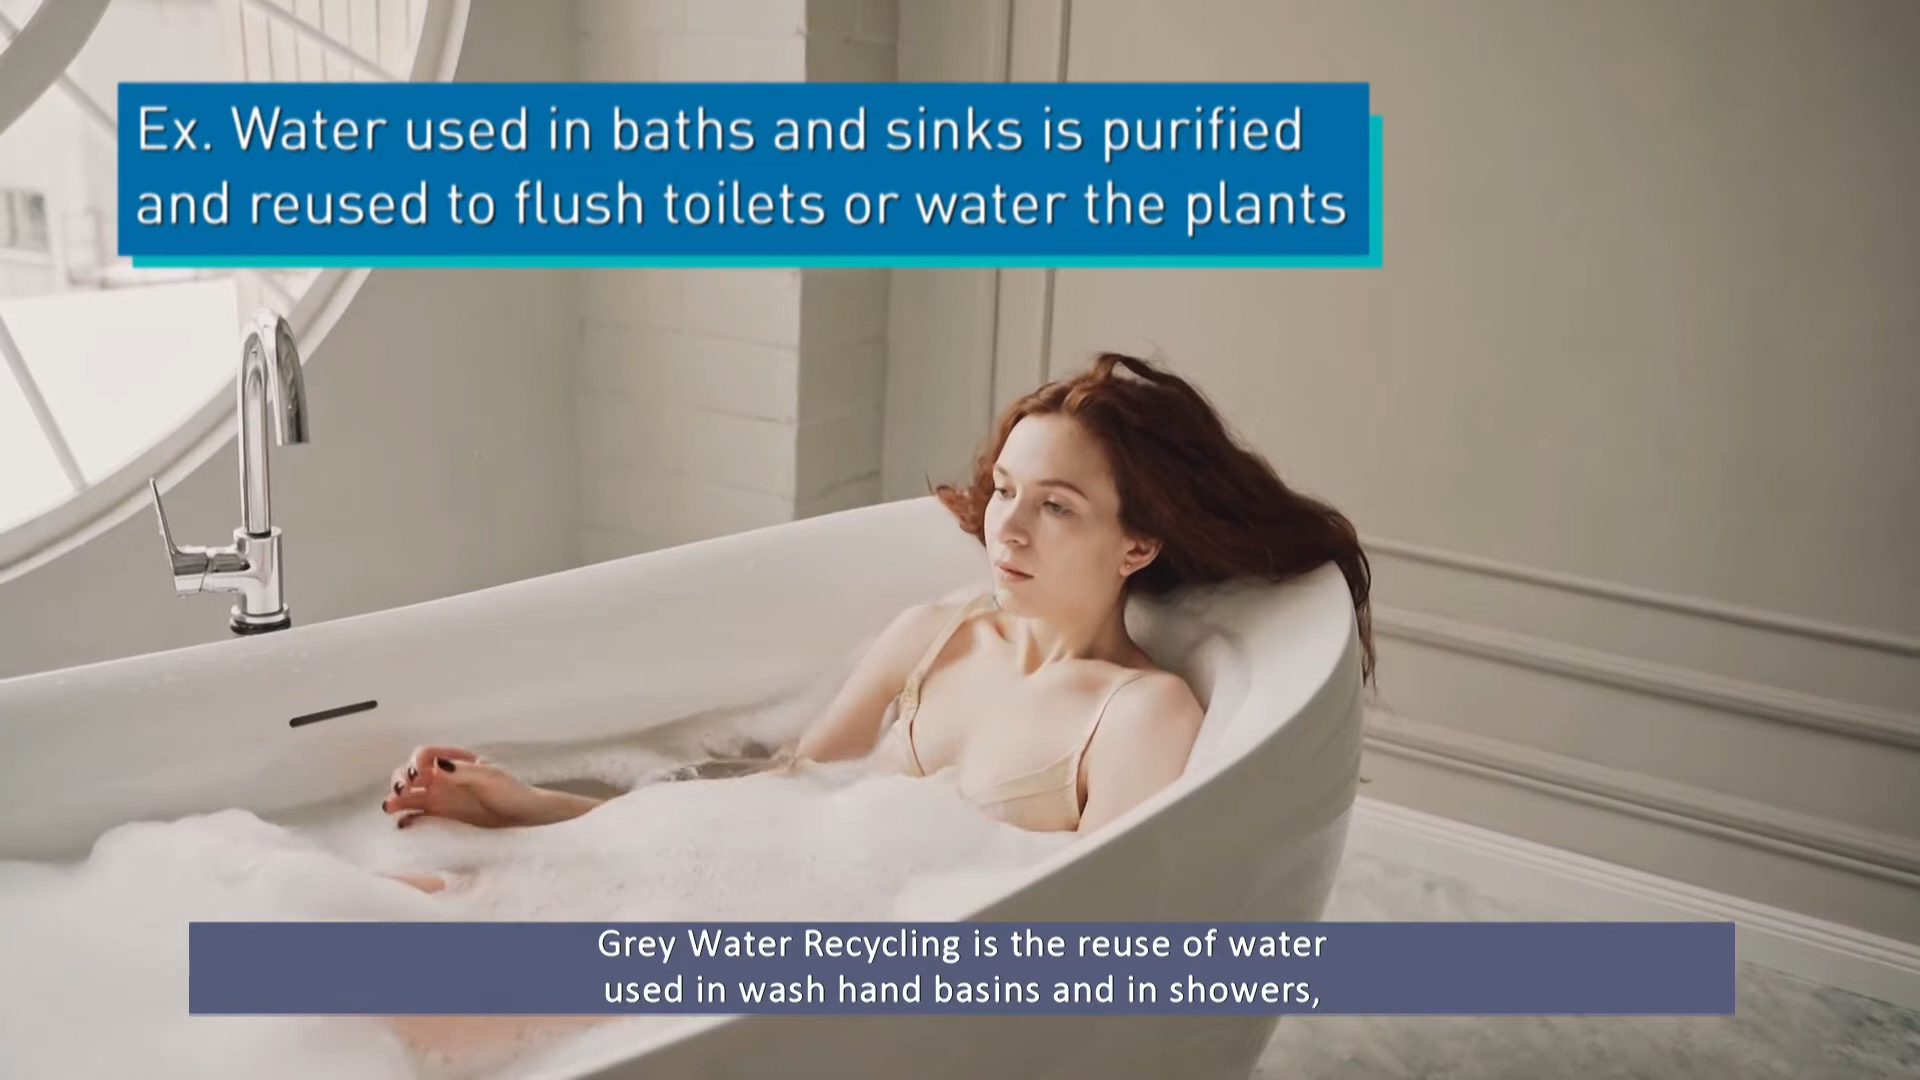 Ex. Water used in baths and sinks is purified
and reused to flush toilets or water the plants
Grey Water Recycling is the reuse of water
used in wash hand basins and in showers,